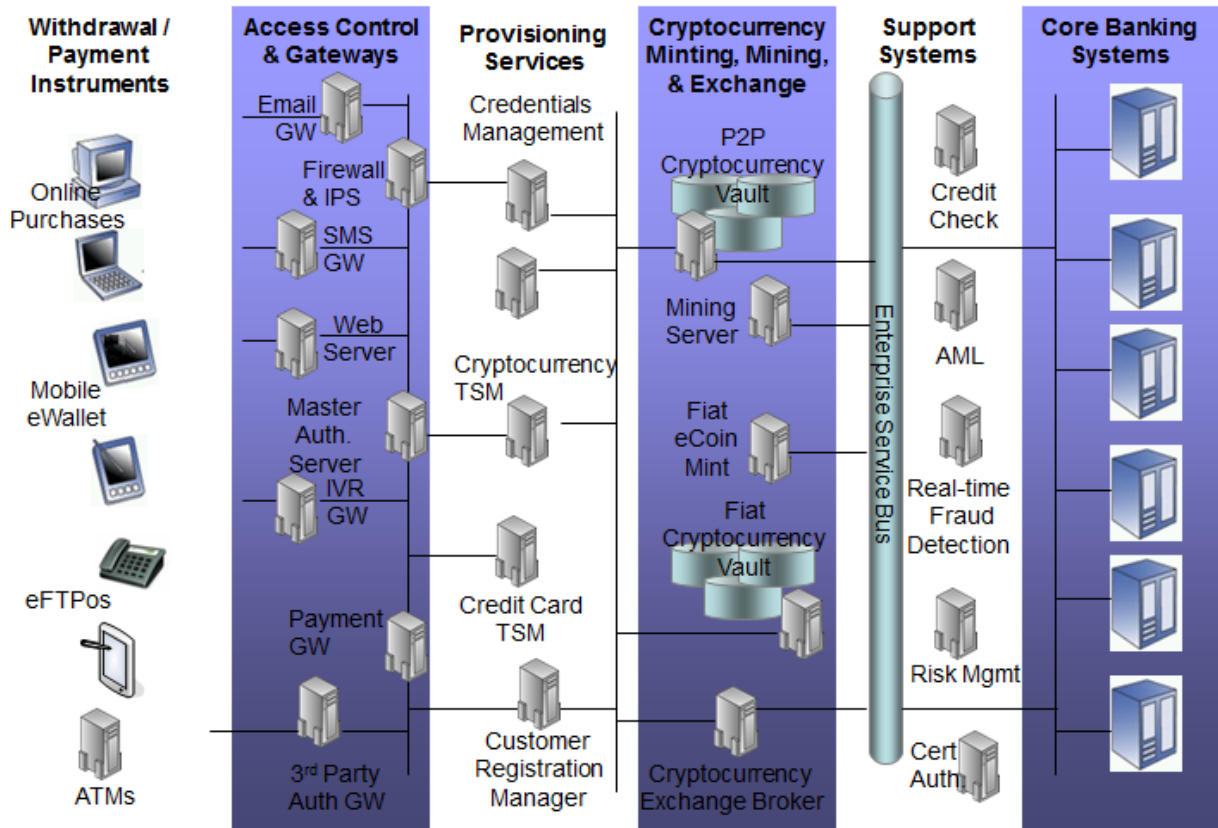 Withdrawal /
Payment
Instruments
Online
Purchases
Mobile
eWallet
eFTPos
ATMs
Access Control
& Gateways
Email
GW
Firewall
& IPS
SMS
GW
Web
Server
Master
Auth.
Server
IVR
GW
Payment
GW
3rd Party
Auth GW
Provisioning
Services
Credentials
Management
Cryptocurrency
TSM
Credit Card
TSM
Customer
Registration
Manager
Cryptocurrency
Minting, Mining,
& Exchange
P2P
Cryptocurrency
Vault
Mining
Server
Fiat
eCoin
Mint
Fiat
Cryptocurrency
Vault
Cryptocurrency
Exchange Broker
Support
Systems
Enterprise Service Bus
Credit
Check
AML
Real-time
Fraud
Detection
Risk Mgmt
Cert
Auth.
Core Banking
Systems